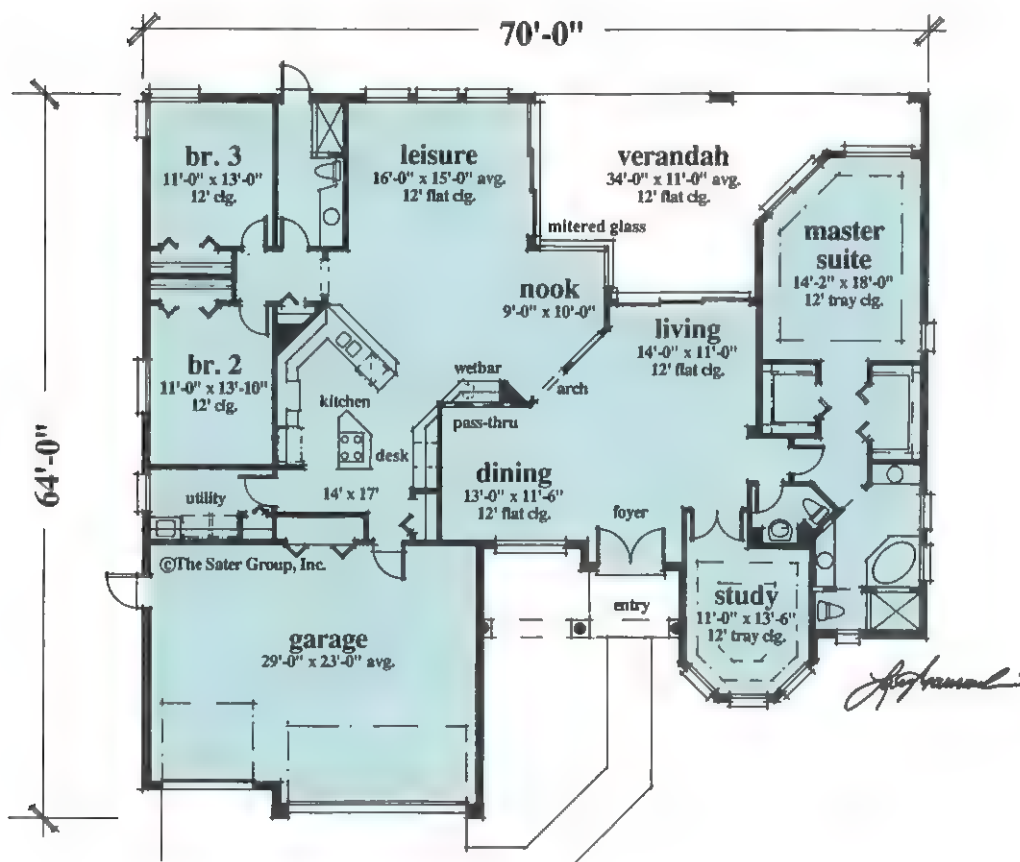 70'-0"
64'-0"
br. 3
11'-0" x 13'-0"
12' clg.
leisure
16'-0" x 15'-0" avg.
12' flat clg.
verandah
34'-0" x 11'-0" avg.
12' flat clg.
mitered glass
master
suite
14'-2" x 18'-0"
12' tray clg.
nook
9'-0" x 10'-0"
living
14'-0" x 11'-0"
12' flat clg.
br. 2
11'-0" x 13'-10"
12' clg.
kitchen
wetbar
arch
pass-thru
desk
14' x 17'
dining
13'-0" x 11'-6"
12' flat clg.
utility
foyer
©The Sater Group, Inc.
garage
29'-0" x 23'-0" avg.
entry
study
11'-0" x 13'-6"
12' tray clg.